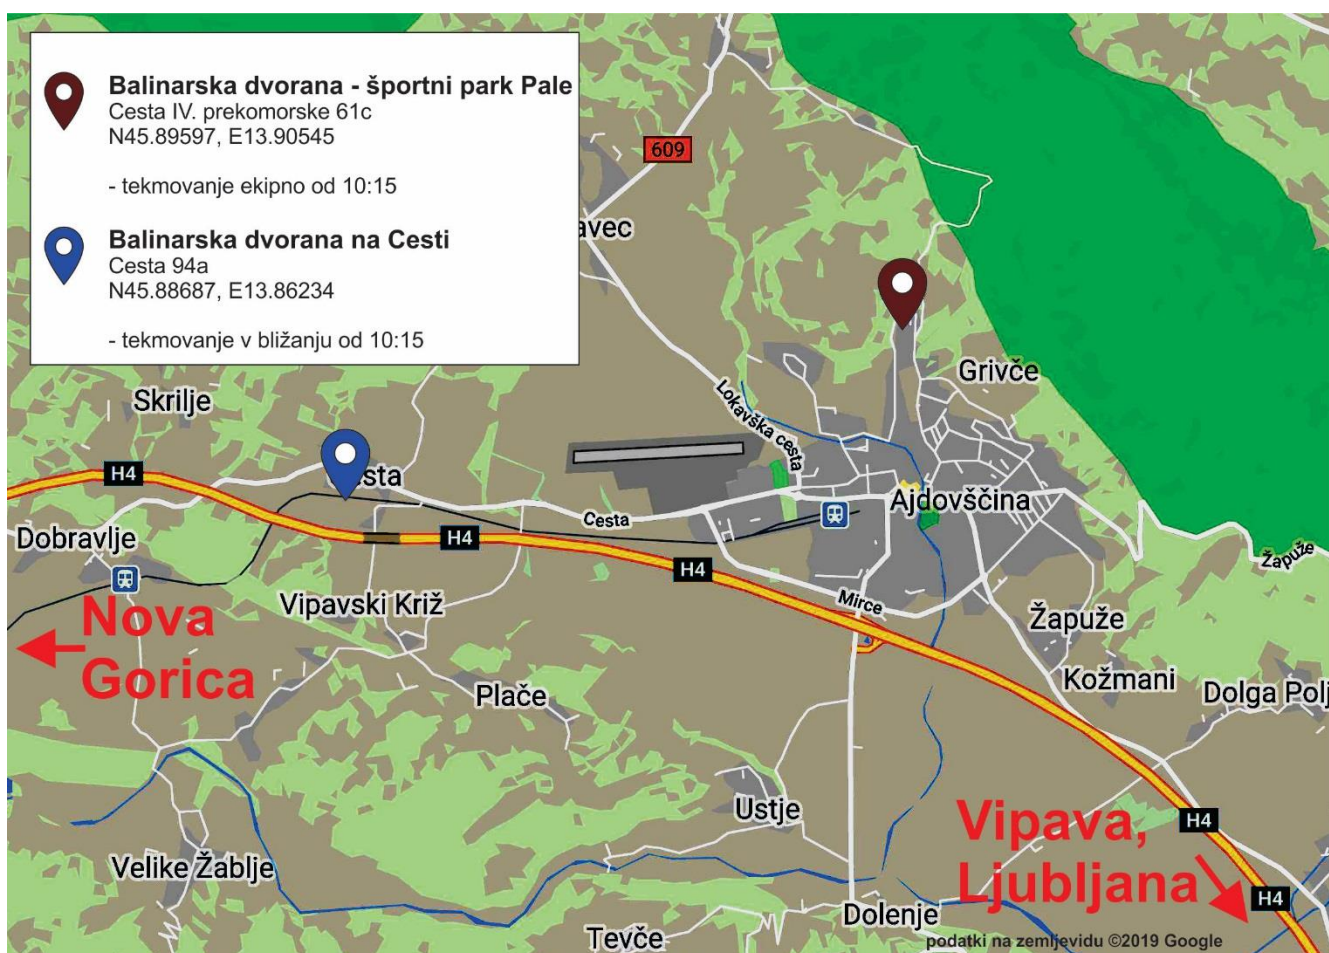 Balinarska dvorana - športni park Pale
Cesta IV. prekomorske 61c
N45.89597, E13.90545
- tekmovanje ekipno od 10:15
Balinarska dvorana na Cesti
Cesta 94a
N45.88687, E13.86234
- tekmovanje v bližanju od 10:15
609
avec
Grivče
Skrilje
Lokavška cesta
H4
esta
Cesta
Ajdovščina
Dobravlje
H4
H4
Žapuže
Mirce
Vipavski Križ
Nova
Gorica
Žapuže
Kožmani
Plače
Dolga Polj
Ustje
Vipava,
Ljubljana
H4
Velike Žablje
H4
Dolenje
Tevče
podatki na zemljevidu ©2019 Google